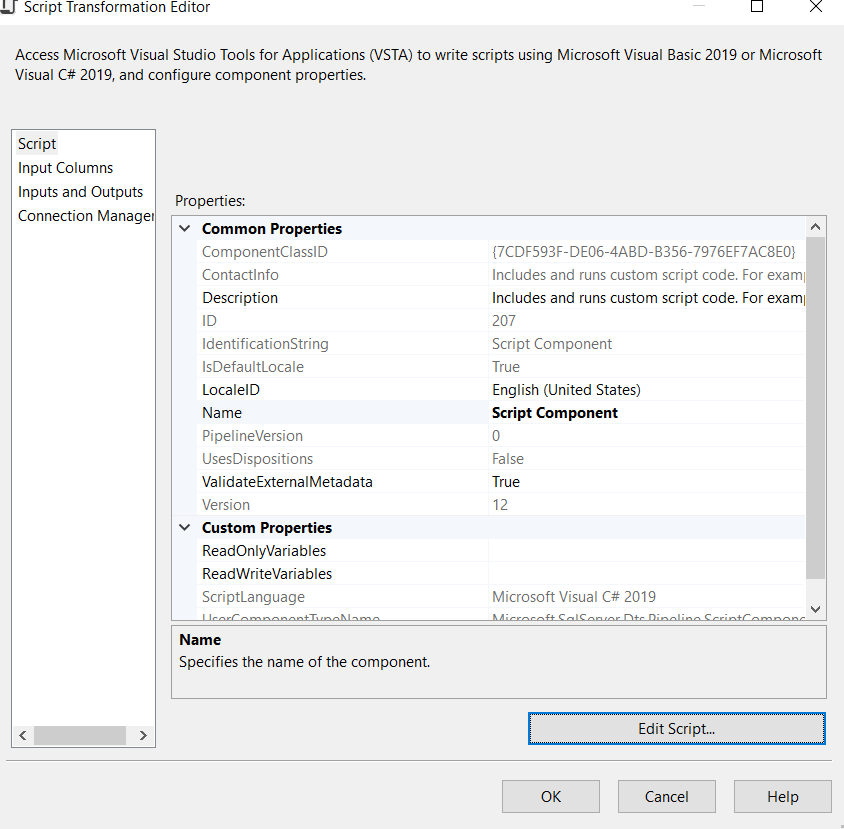 Script Transformation Editor
Access Microsoft Visual Studio Tools for Applications (VSTA) to write scripts using Microsoft Visual Basic 2019 or Microsoft
Visual C# 2019, and configure component properties.
Script
Input Columns
Inputs and Outputs
Connection Manager
Properties:
Common Properties
ComponentClassID {7CDF593F-DE06-4ABD-B356-7976EF7AC8E0}
ContactInfo Includes and runs custom script code. For examp
Description Includes and runs custom script code. For examp
ID 207
IdentificationString Script Component
IsDefaultLocale True
LocaleID English (United States)
Name Script Component
PipelineVersion 0
UsesDispositions False
ValidateExternalMetadata True
Version 12
Custom Properties
ReadOnlyVariables
ReadWriteVariables
ScriptLanguage Microsoft Visual C# 2019
UserComponentTypeName Microsoft.SqlServer.Dts.Pipeline.ScriptCompone
Name
Specifies the name of the component.
Edit Script...
OK Cancel Help